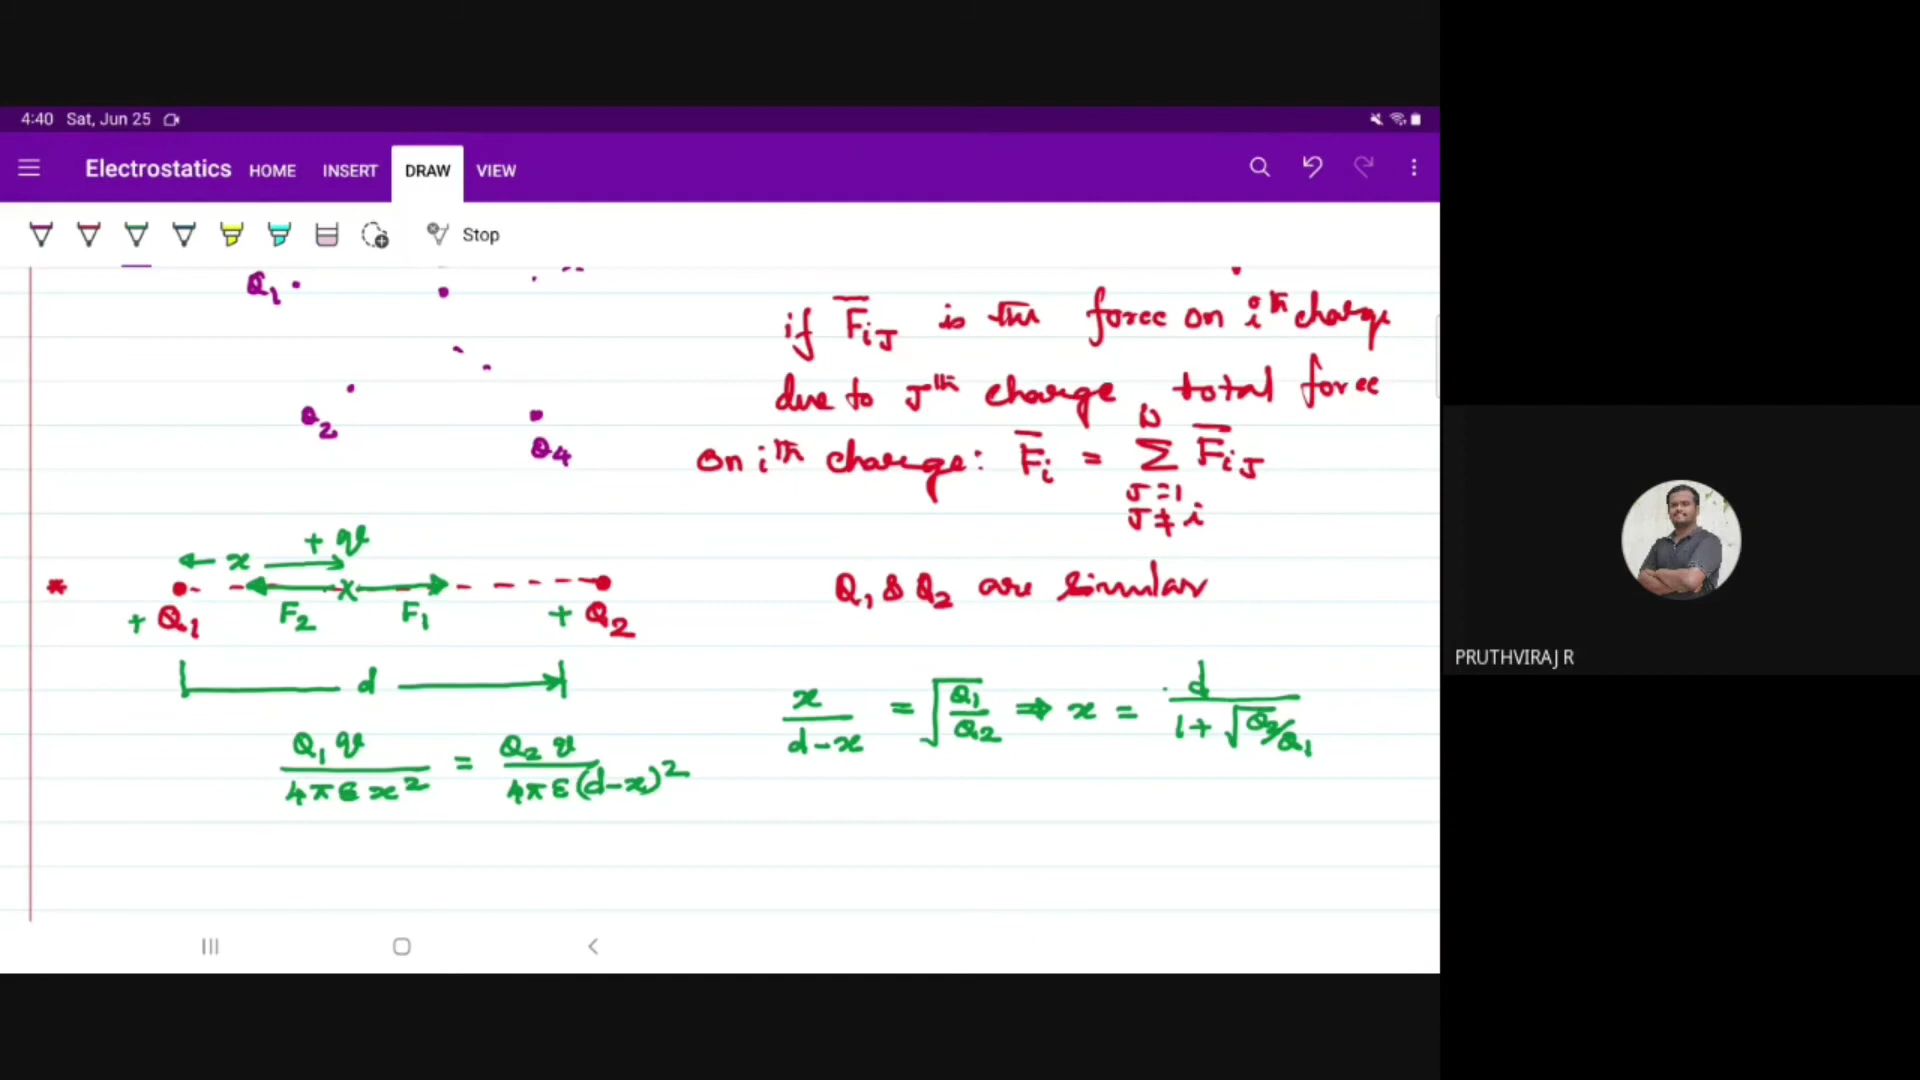 4:40 Sat, Jun 25
Electrostatics HOME INSERT DRAW VIEW
Stop
Q₁
Q₂
Q₄
if F̅ᵢJ is the force on iᵗʰ charge
due to Jᵗʰ charge total force
on iᵗʰ charge: F̅ᵢ = Σ F̅ᵢJ
J=1
J≠i
+q
x
* +Q₁ F₂ x F₁ +Q₂
Q₁ & Q₂ are similar
d
Q₁q/4πεx² = Q₂q/4πε(d-x)²
x/d-x = √Q₁/Q₂ ⇒ x = d/1+√Q₂/Q₁
PRUTHVIRAJ R